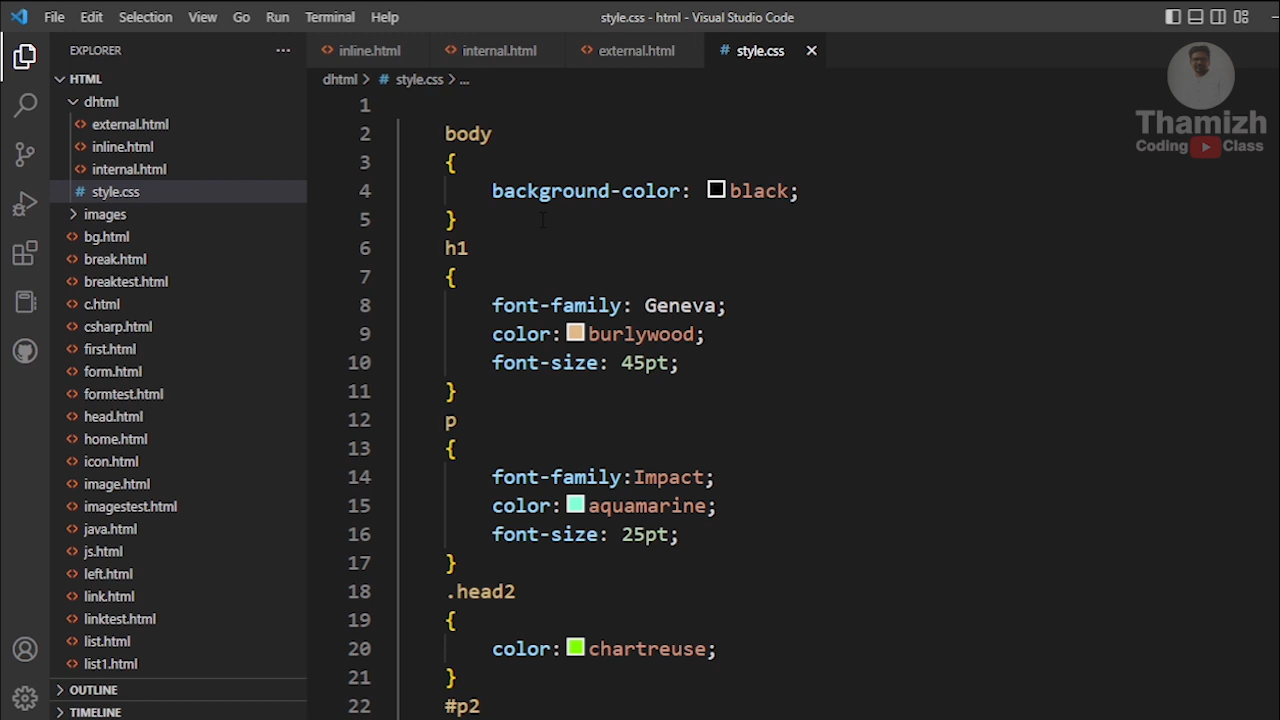 File Edit Selection View Go Run Terminal Help
style.css - html - Visual Studio Code
EXPLORER ...
HTML
dhtml
external.html
inline.html
internal.html
# style.css
images
bg.html
break.html
breaktest.html
c.html
csharp.html
first.html
form.html
formtest.html
head.html
home.html
icon.html
image.html
imagestest.html
java.html
js.html
left.html
link.html
linktest.html
list.html
list1.html
OUTLINE
TIMELINE
inline.html internal.html external.html # style.css
dhtml > # style.css > ...
1
2 body
3 {
4 background-color: black;
5 }
6 h1
7 {
8 font-family: Geneva;
9 color: burlywood;
10 font-size: 45pt;
11 }
12 p
13 {
14 font-family:Impact;
15 color: aquamarine;
16 font-size: 25pt;
17 }
18 .head2
19 {
20 color: chartreuse;
21 }
22 #p2
Thamizh
Coding Class